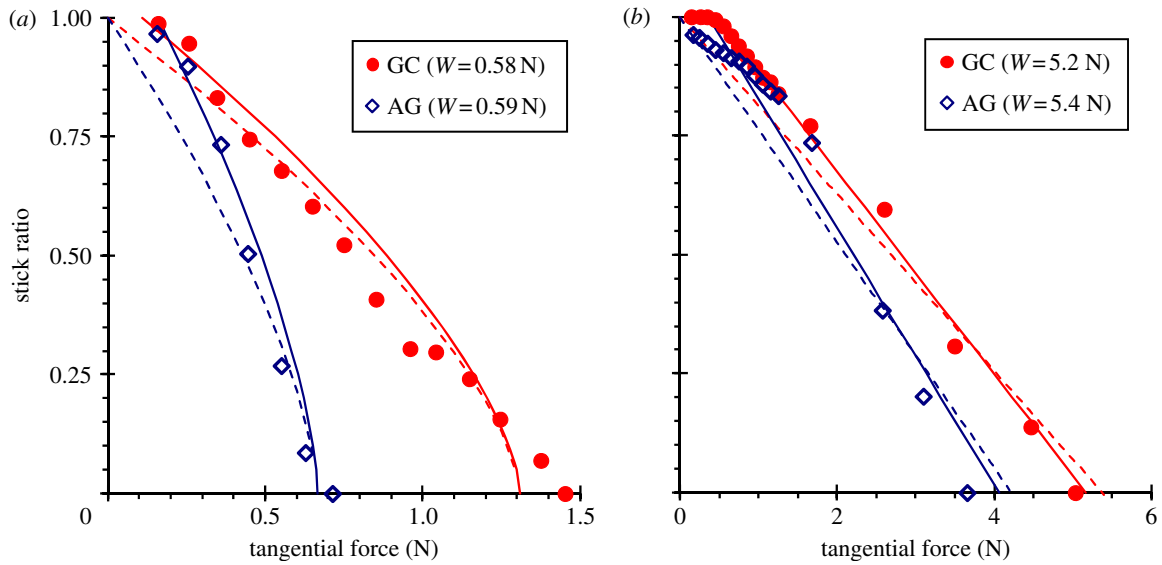 (a)
1.00
0.75
0.50
0.25
stick ratio
GC (W = 0.58 N)
AG (W = 0.59 N)
0
0.5
1.0
1.5
tangential force (N)
(b)
GC (W = 5.2 N)
AG (W = 5.4 N)
0
2
4
6
tangential force (N)